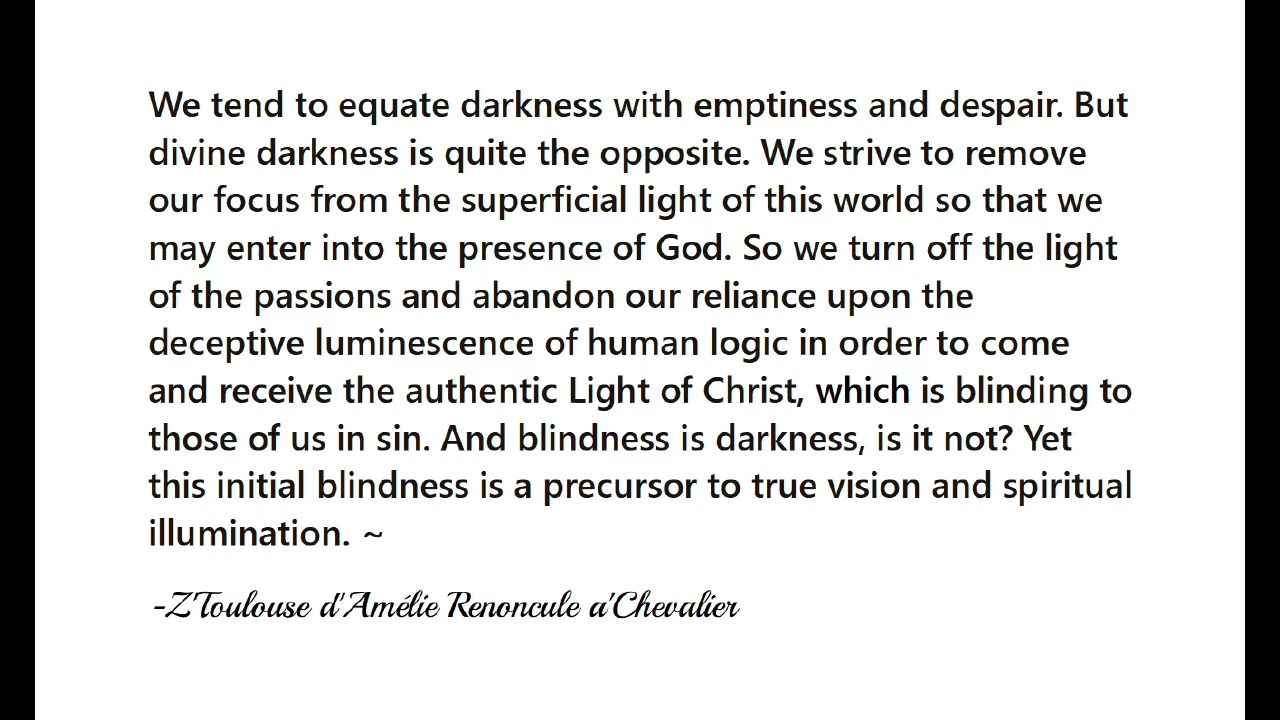 We tend to equate darkness with emptiness and despair. But
divine darkness is quite the opposite. We strive to remove
our focus from the superficial light of this world so that we
may enter into the presence of God. So we turn off the light
of the passions and abandon our reliance upon the
deceptive luminescence of human logic in order to come
and receive the authentic Light of Christ, which is blinding to
those of us in sin. And blindness is darkness, is it not? Yet
this initial blindness is a precursor to true vision and spiritual
illumination. ~
-Z Toulouse d'Amélie Renoncule a'Chevalier